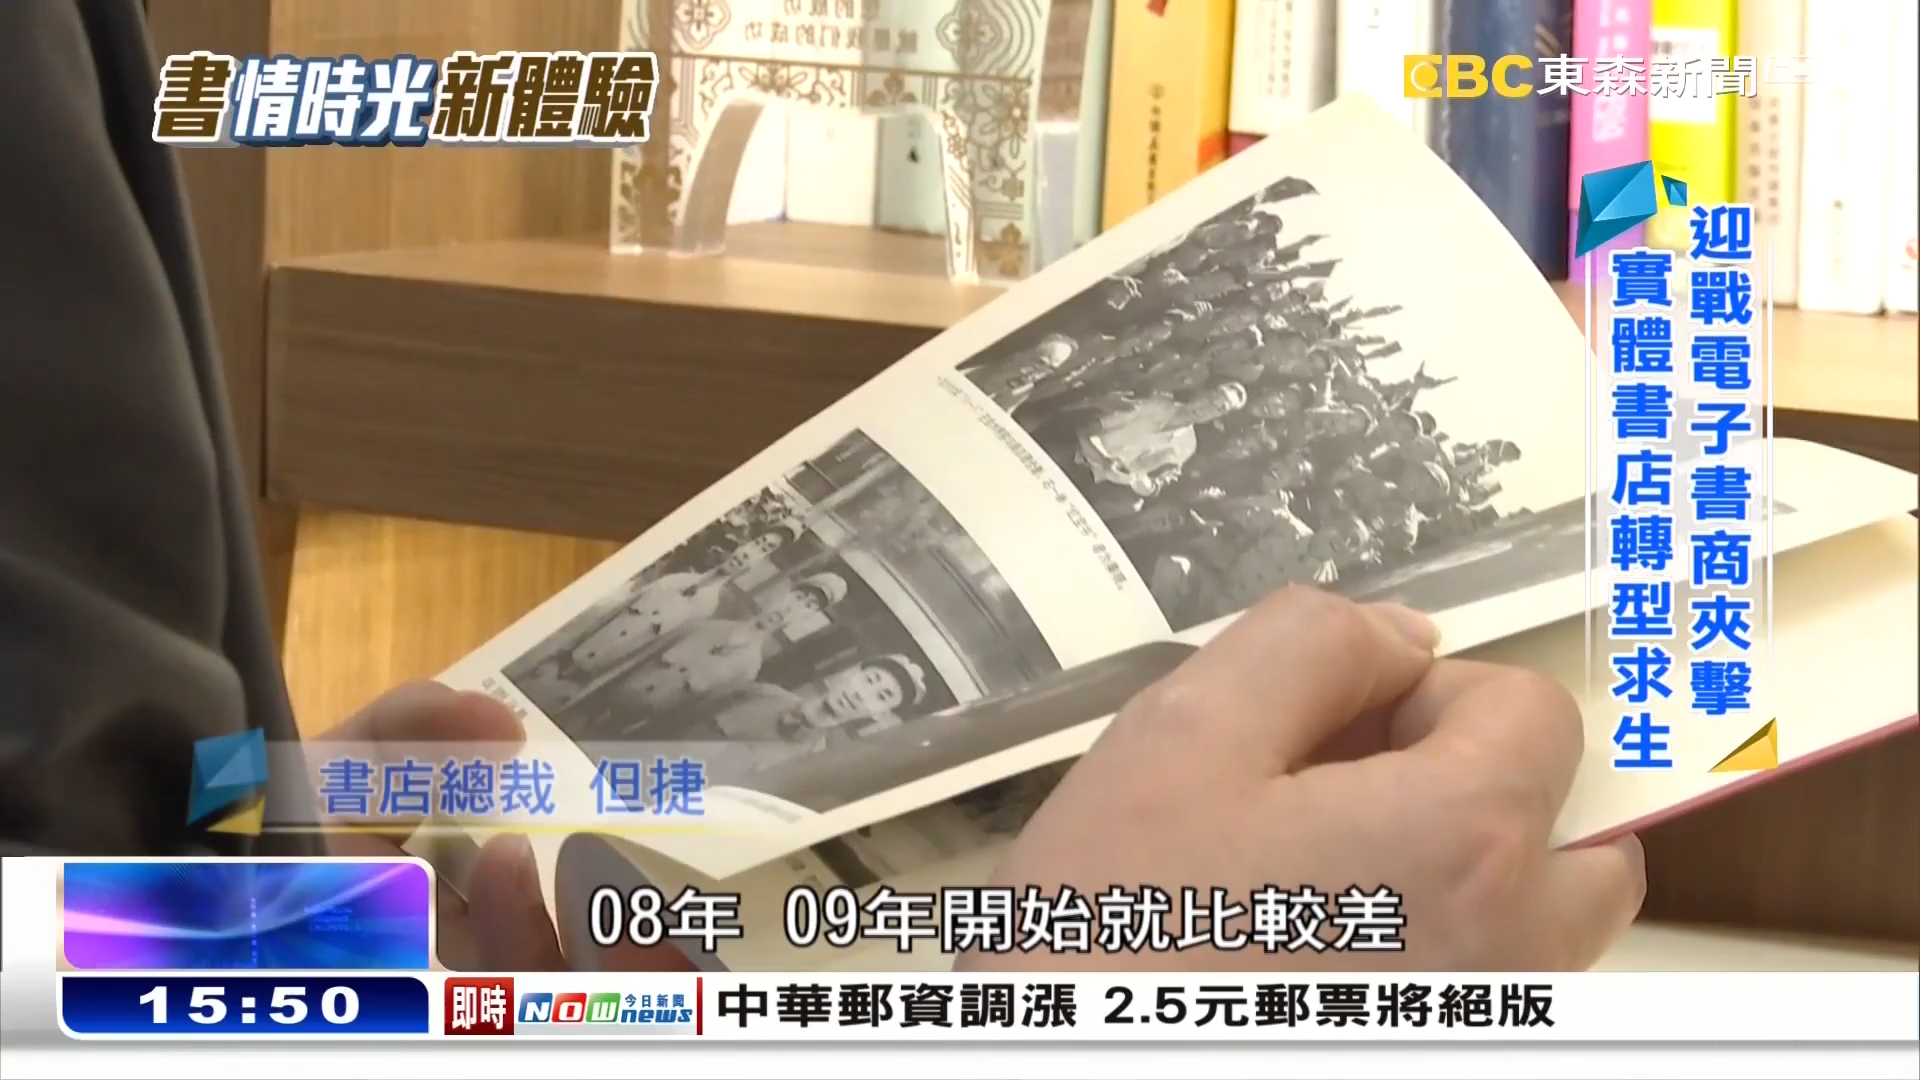 書情時光新體驗
EBC東森新聞
迎戰電子書商夾擊
實體書店轉型求生
書店總裁 但捷
08年 09年開始就比較差
15:50
即時 NOWnews 今日新聞
中華郵資調漲 2.5元郵票將絕版